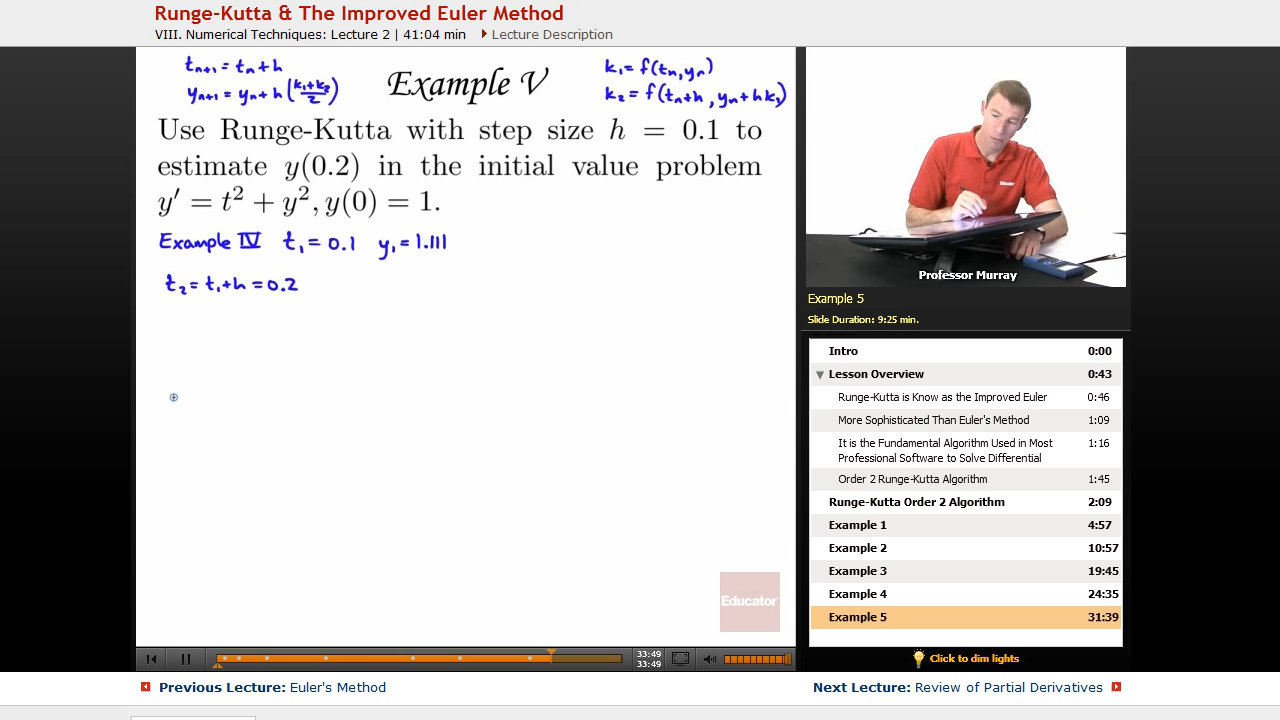 Runge-Kutta & The Improved Euler Method
VIII. Numerical Techniques: Lecture 2 | 41:04 min
Lecture Description
tₙ₊₁ = tₙ + h
yₙ₊₁ = yₙ + h (k₁+k₂/2)
Example V
k₁ = f(tₙ, yₙ)
k₂ = f(tₙ+h, yₙ+hk₁)
Use Runge-Kutta with step size h = 0.1 to
estimate y(0.2) in the initial value problem
y′ = t² + y², y(0) = 1.
Example IV t₁ = 0.1 y₁ = 1.111
t₂ = t₁+h = 0.2
Educator
Professor Murray
Example 5
Slide Duration: 9:25 min.
Intro 0:00
Lesson Overview 0:43
Runge-Kutta is Know as the Improved Euler 0:46
More Sophisticated Than Euler's Method 1:09
It is the Fundamental Algorithm Used in Most 1:16
Professional Software to Solve Differential
Order 2 Runge-Kutta Algorithm 1:45
Runge-Kutta Order 2 Algorithm 2:09
Example 1 4:57
Example 2 10:57
Example 3 19:45
Example 4 24:35
Example 5 31:39
33:49
33:49
Click to dim lights
Previous Lecture: Euler's Method
Next Lecture: Review of Partial Derivatives